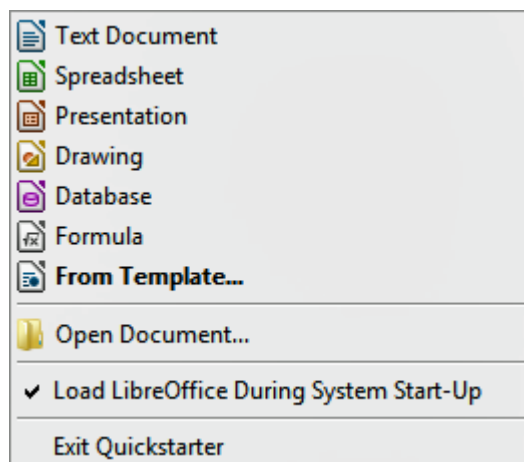 Text Document
Spreadsheet
Presentation
Drawing
Database
Formula
From Template...
Open Document...
Load LibreOffice During System Start-Up
Exit Quickstarter